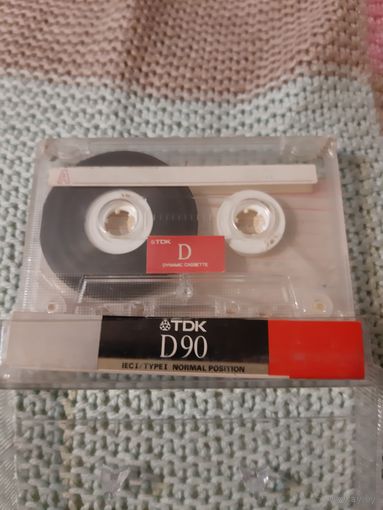 A
TDK
D
DYNAMIC CASSETTE
TDK
D90
IEC I / TYPE I NORMAL POSITION